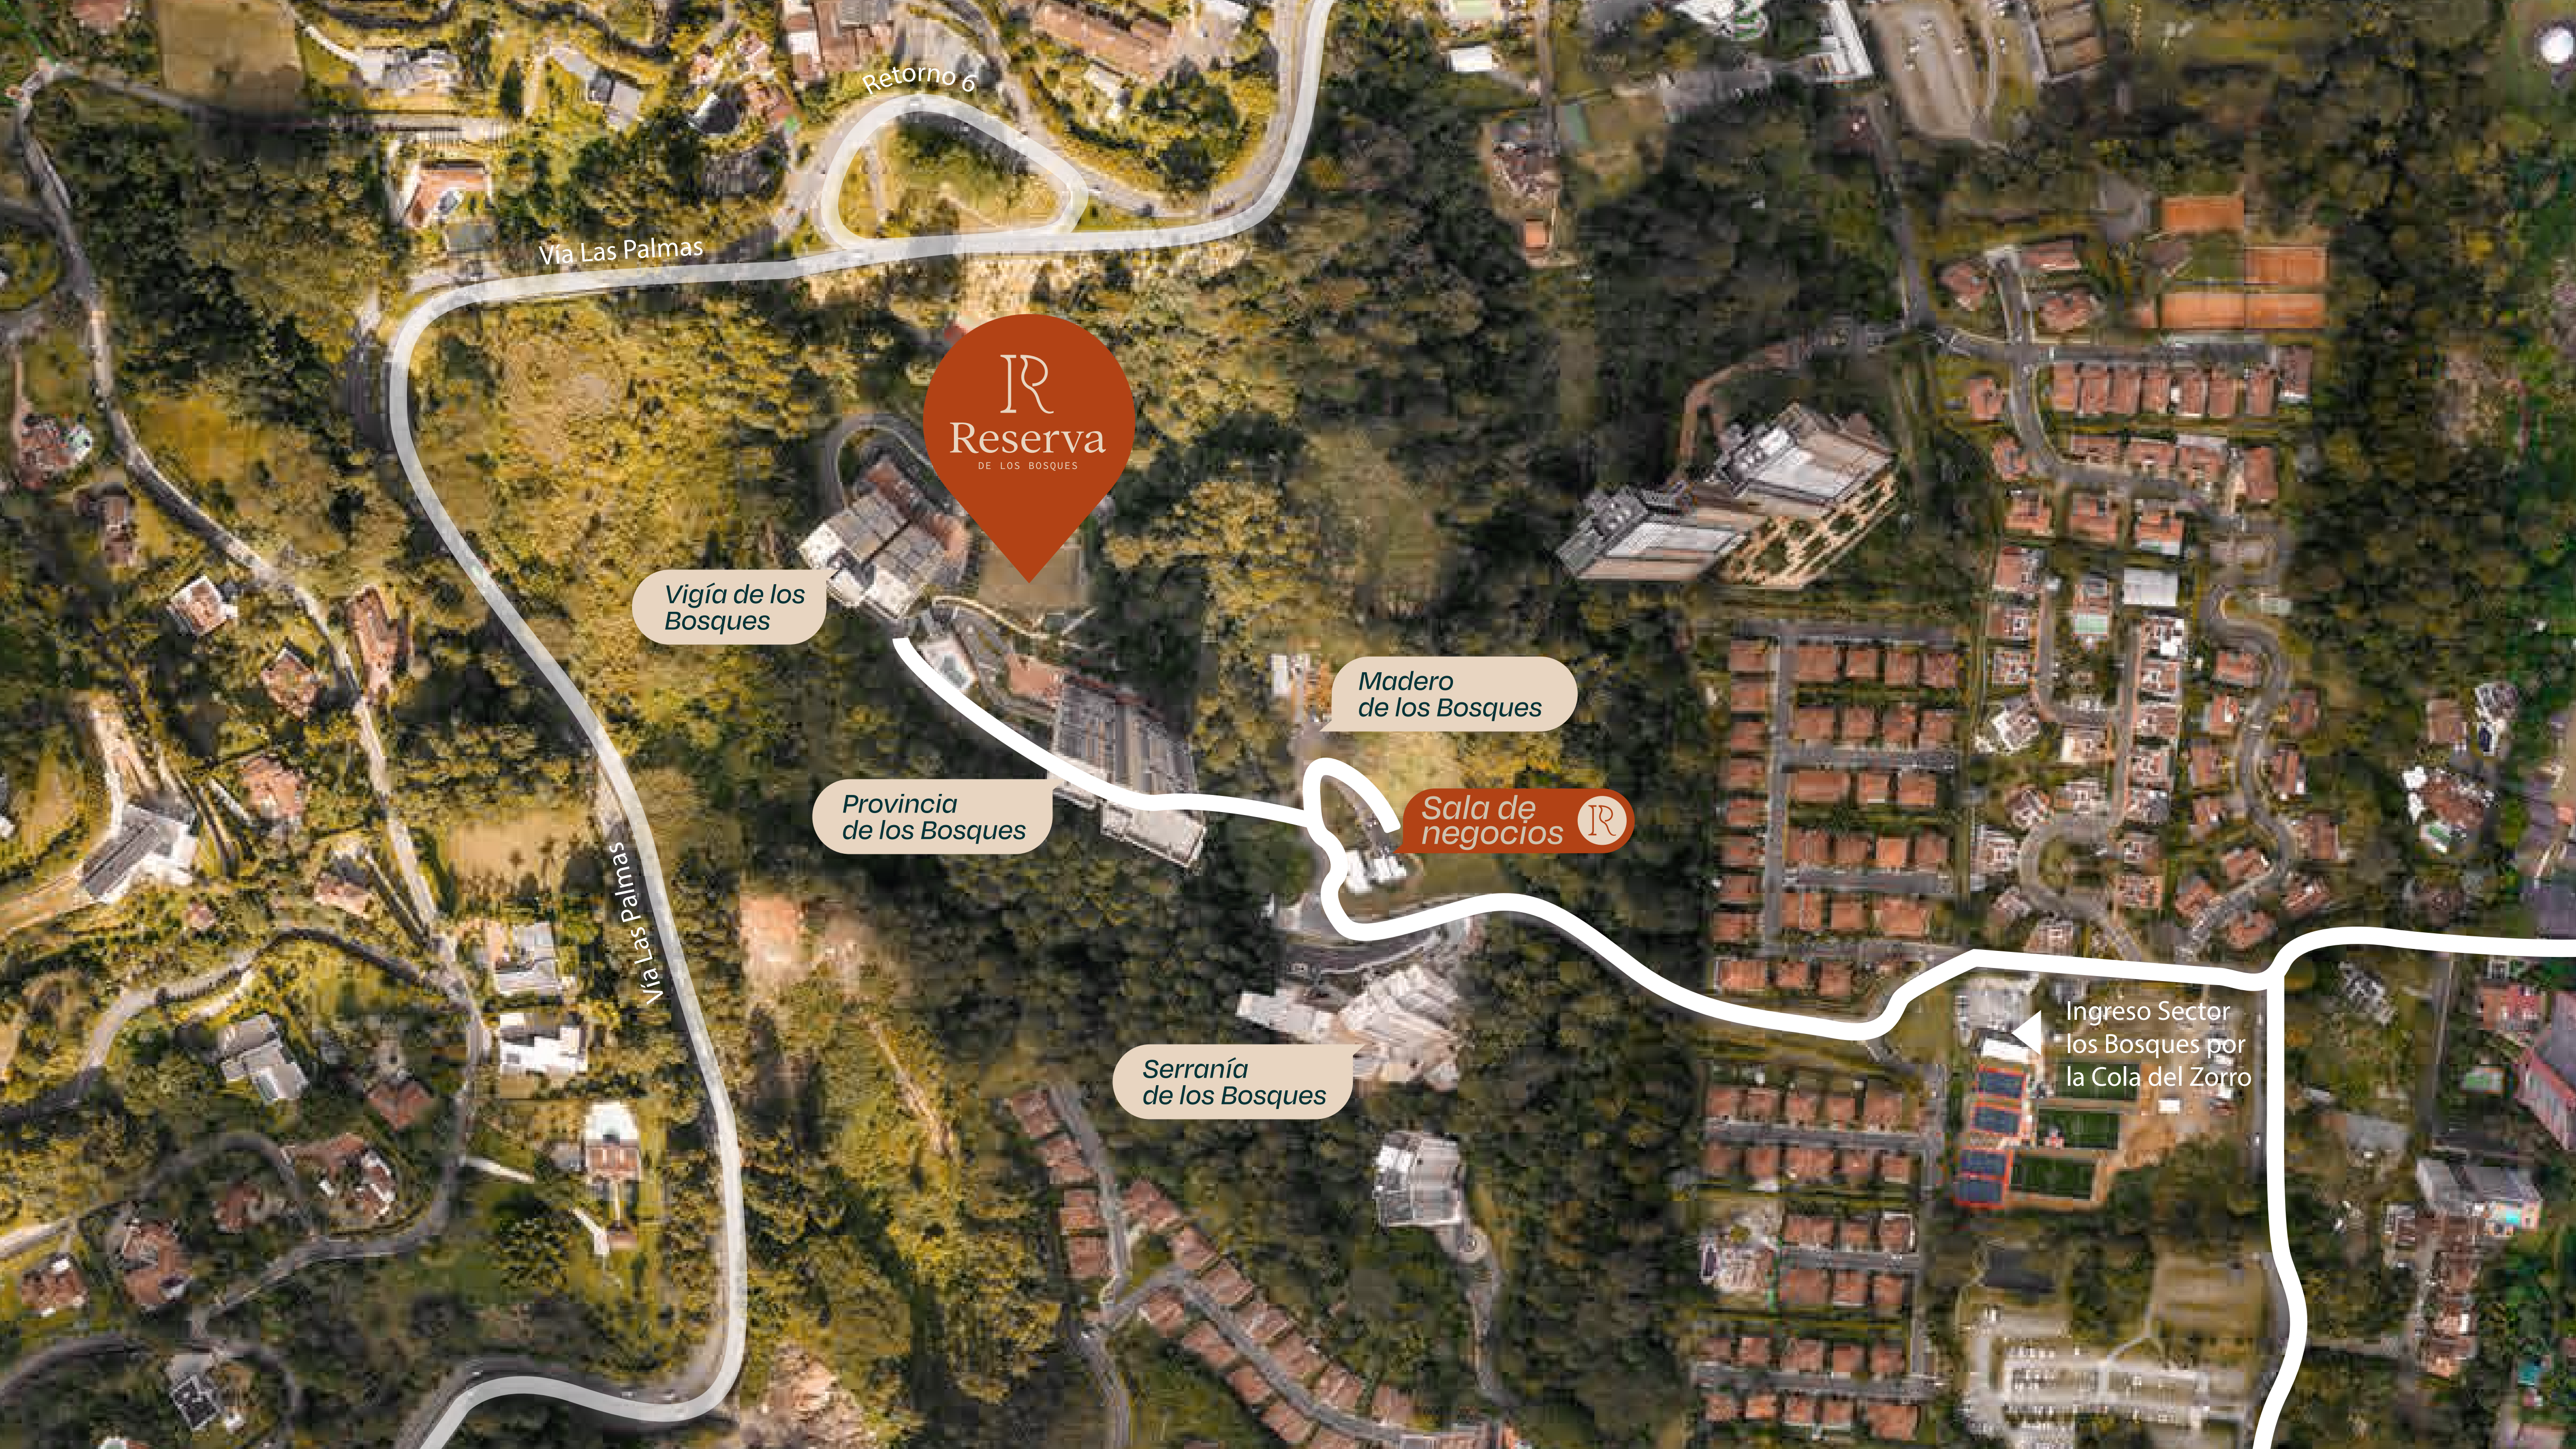 Retorno 6
Vía Las Palmas
R
Reserva
DE LOS BOSQUES
Vigía de los
Bosques
Madero
de los Bosques
Provincia
de los Bosques
Sala de
negocios
R
Vía Las Palmas
Ingreso Sector
los Bosques por
la Cola del Zorro
Serranía
de los Bosques